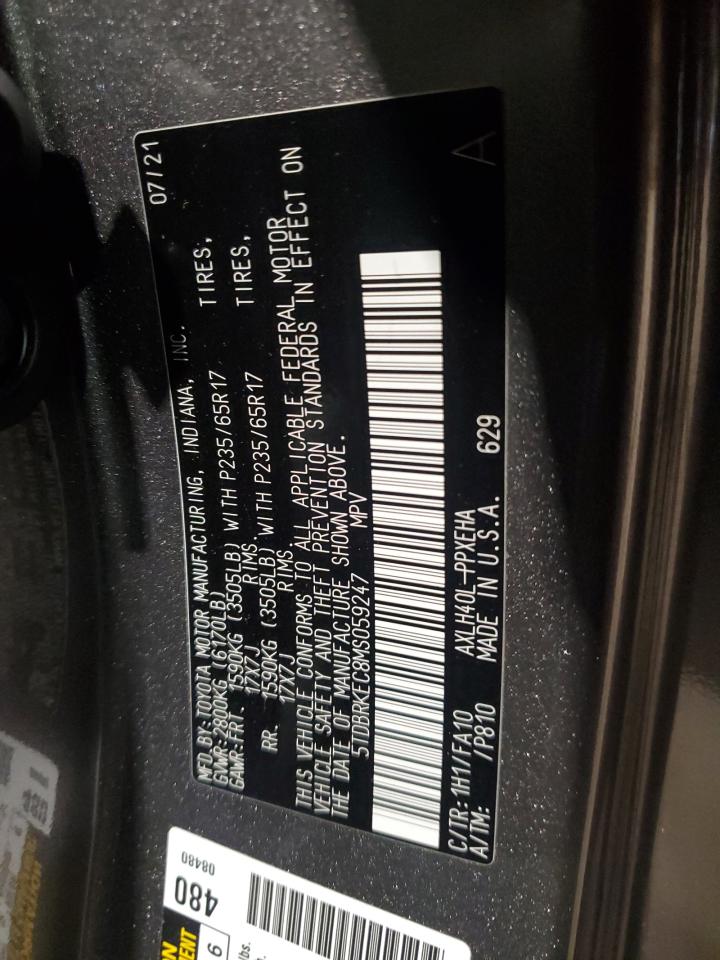 MFD.BY:TOYOTA MOTOR MANUFACTURING, INDIANA, INC. 07/21
GVWR:2800KG (6170LB)
GAWR:FRT 1590KG (3505LB) WITH P235/65R17 TIRES,
17X7J RIMS
RR. 1590KG (3505LB) WITH P235/65R17 TIRES,
17X7J RIMS
THIS VEHICLE CONFORMS TO ALL APPLICABLE FEDERAL MOTOR
VEHICLE SAFETY AND THEFT PREVENTION STANDARDS IN EFFECT ON
THE DATE OF MANUFACTURE SHOWN ABOVE.
5TDBRKEC8MS059247 MPV
A
C/TR:1H1/FA10 AXLH40L-PPXEHA
A/TM: /P810 MADE IN U.S.A. 629
480
08480
6
lbs.